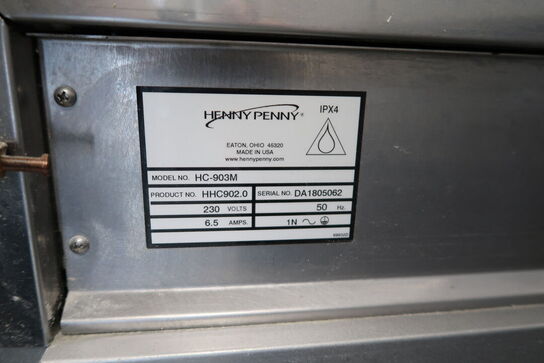 HENNY PENNY®
IPX4
EATON, OHIO 45320
MADE IN USA
www.hennypenny.com
MODEL NO. HC-903M
PRODUCT NO. HHC902.0 SERIAL NO. DA1805062
230 VOLTS 50 Hz.
6.5 AMPS. 1N